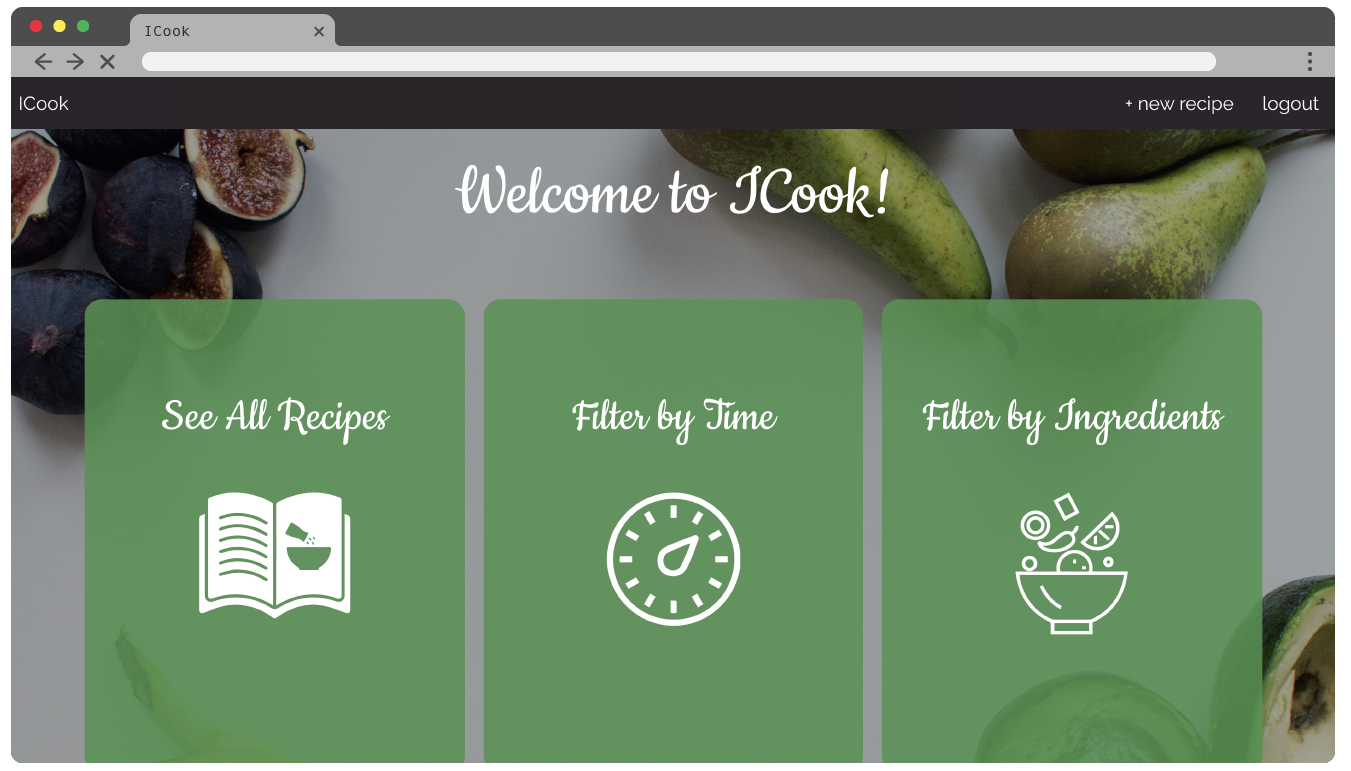 ICook
ICook
+ new recipe
logout
Welcome to ICook!
See All Recipes
Filter by Time
Filter by Ingredients